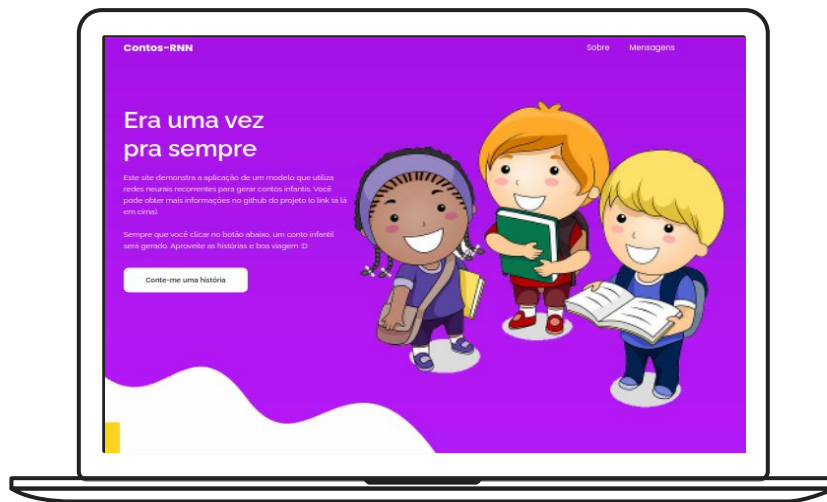 Contos-RNN
Sobre
Mensagens
Era uma vez
pra sempre
Este site demonstra a aplicação de um modelo que utiliza
redes neurais recorrentes para gerar contos infantis. Você
pode obter mais informações no github do projeto (o link tá lá
em cima).
Sempre que você clicar no botão abaixo, um conto infantil
será gerado. Aproveite as histórias e boa viagem :D
Conte-me uma história